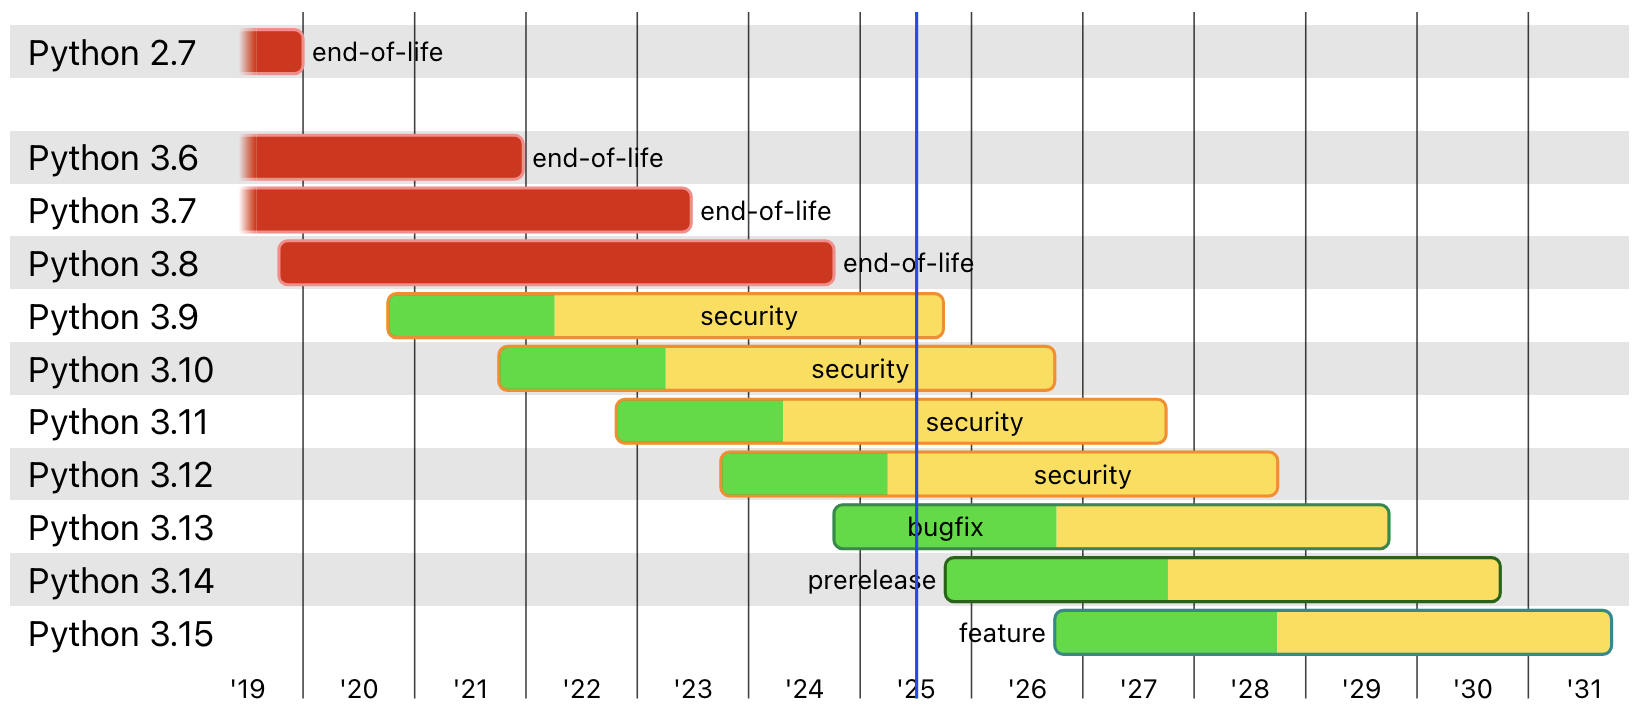 Python 2.7 end-of-life
Python 3.6 end-of-life
Python 3.7 end-of-life
Python 3.8 end-of-life
Python 3.9 security
Python 3.10 security
Python 3.11 security
Python 3.12 security
Python 3.13 bugfix
Python 3.14 prerelease
Python 3.15 feature
'19 '20 '21 '22 '23 '24 '25 '26 '27 '28 '29 '30 '31